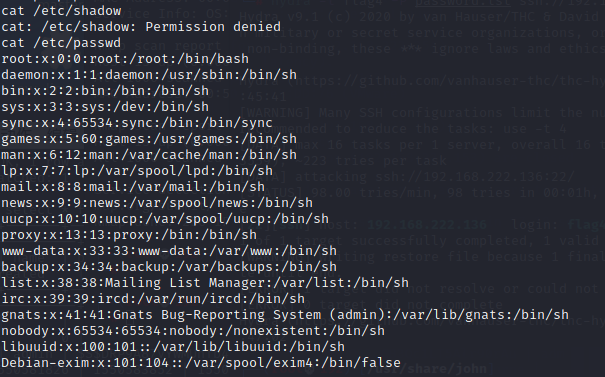 cat /etc/shadow
cat: /etc/shadow: Permission denied
cat /etc/passwd
root:x:0:0:root:/root:/bin/bash
daemon:x:1:1:daemon:/usr/sbin:/bin/sh
bin:x:2:2:bin:/bin:/bin/sh
sys:x:3:3:sys:/dev:/bin/sh
sync:x:4:65534:sync:/bin:/bin/sync
games:x:5:60:games:/usr/games:/bin/sh
man:x:6:12:man:/var/cache/man:/bin/sh
lp:x:7:7:lp:/var/spool/lpd:/bin/sh
mail:x:8:8:mail:/var/mail:/bin/sh
news:x:9:9:news:/var/spool/news:/bin/sh
uucp:x:10:10:uucp:/var/spool/uucp:/bin/sh
proxy:x:13:13:proxy:/bin:/bin/sh
www-data:x:33:33:www-data:/var/www:/bin/sh
backup:x:34:34:backup:/var/backups:/bin/sh
list:x:38:38:Mailing List Manager:/var/list:/bin/sh
irc:x:39:39:ircd:/var/run/ircd:/bin/sh
gnats:x:41:41:Gnats Bug-Reporting System (admin):/var/lib/gnats:/bin/sh
nobody:x:65534:65534:nobody:/nonexistent:/bin/sh
libuuid:x:100:101::/var/lib/libuuid:/bin/sh
Debian-exim:x:101:104::/var/spool/exim4:/bin/false